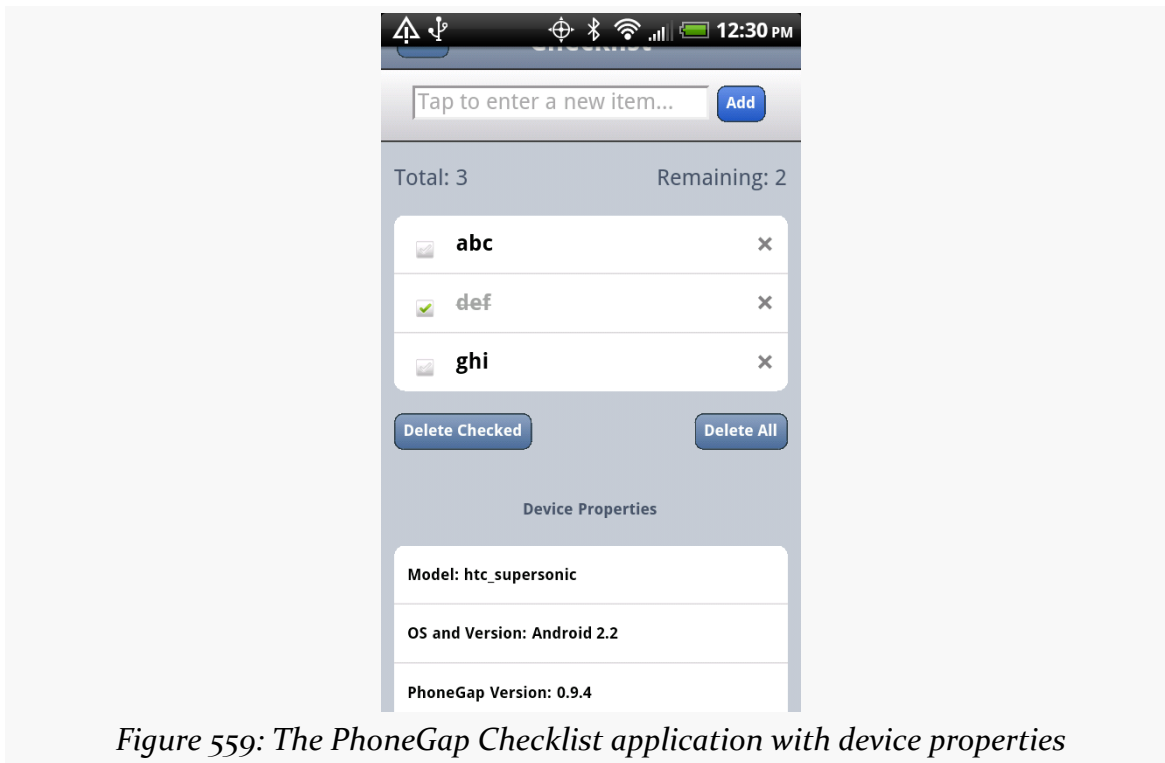 12:30 PM
Checklist
Tap to enter a new item... Add
Total: 3 Remaining: 2
abc
def
ghi
Delete Checked Delete All
Device Properties
Model: htc_supersonic
OS and Version: Android 2.2
PhoneGap Version: 0.9.4
Figure 559: The PhoneGap Checklist application with device properties